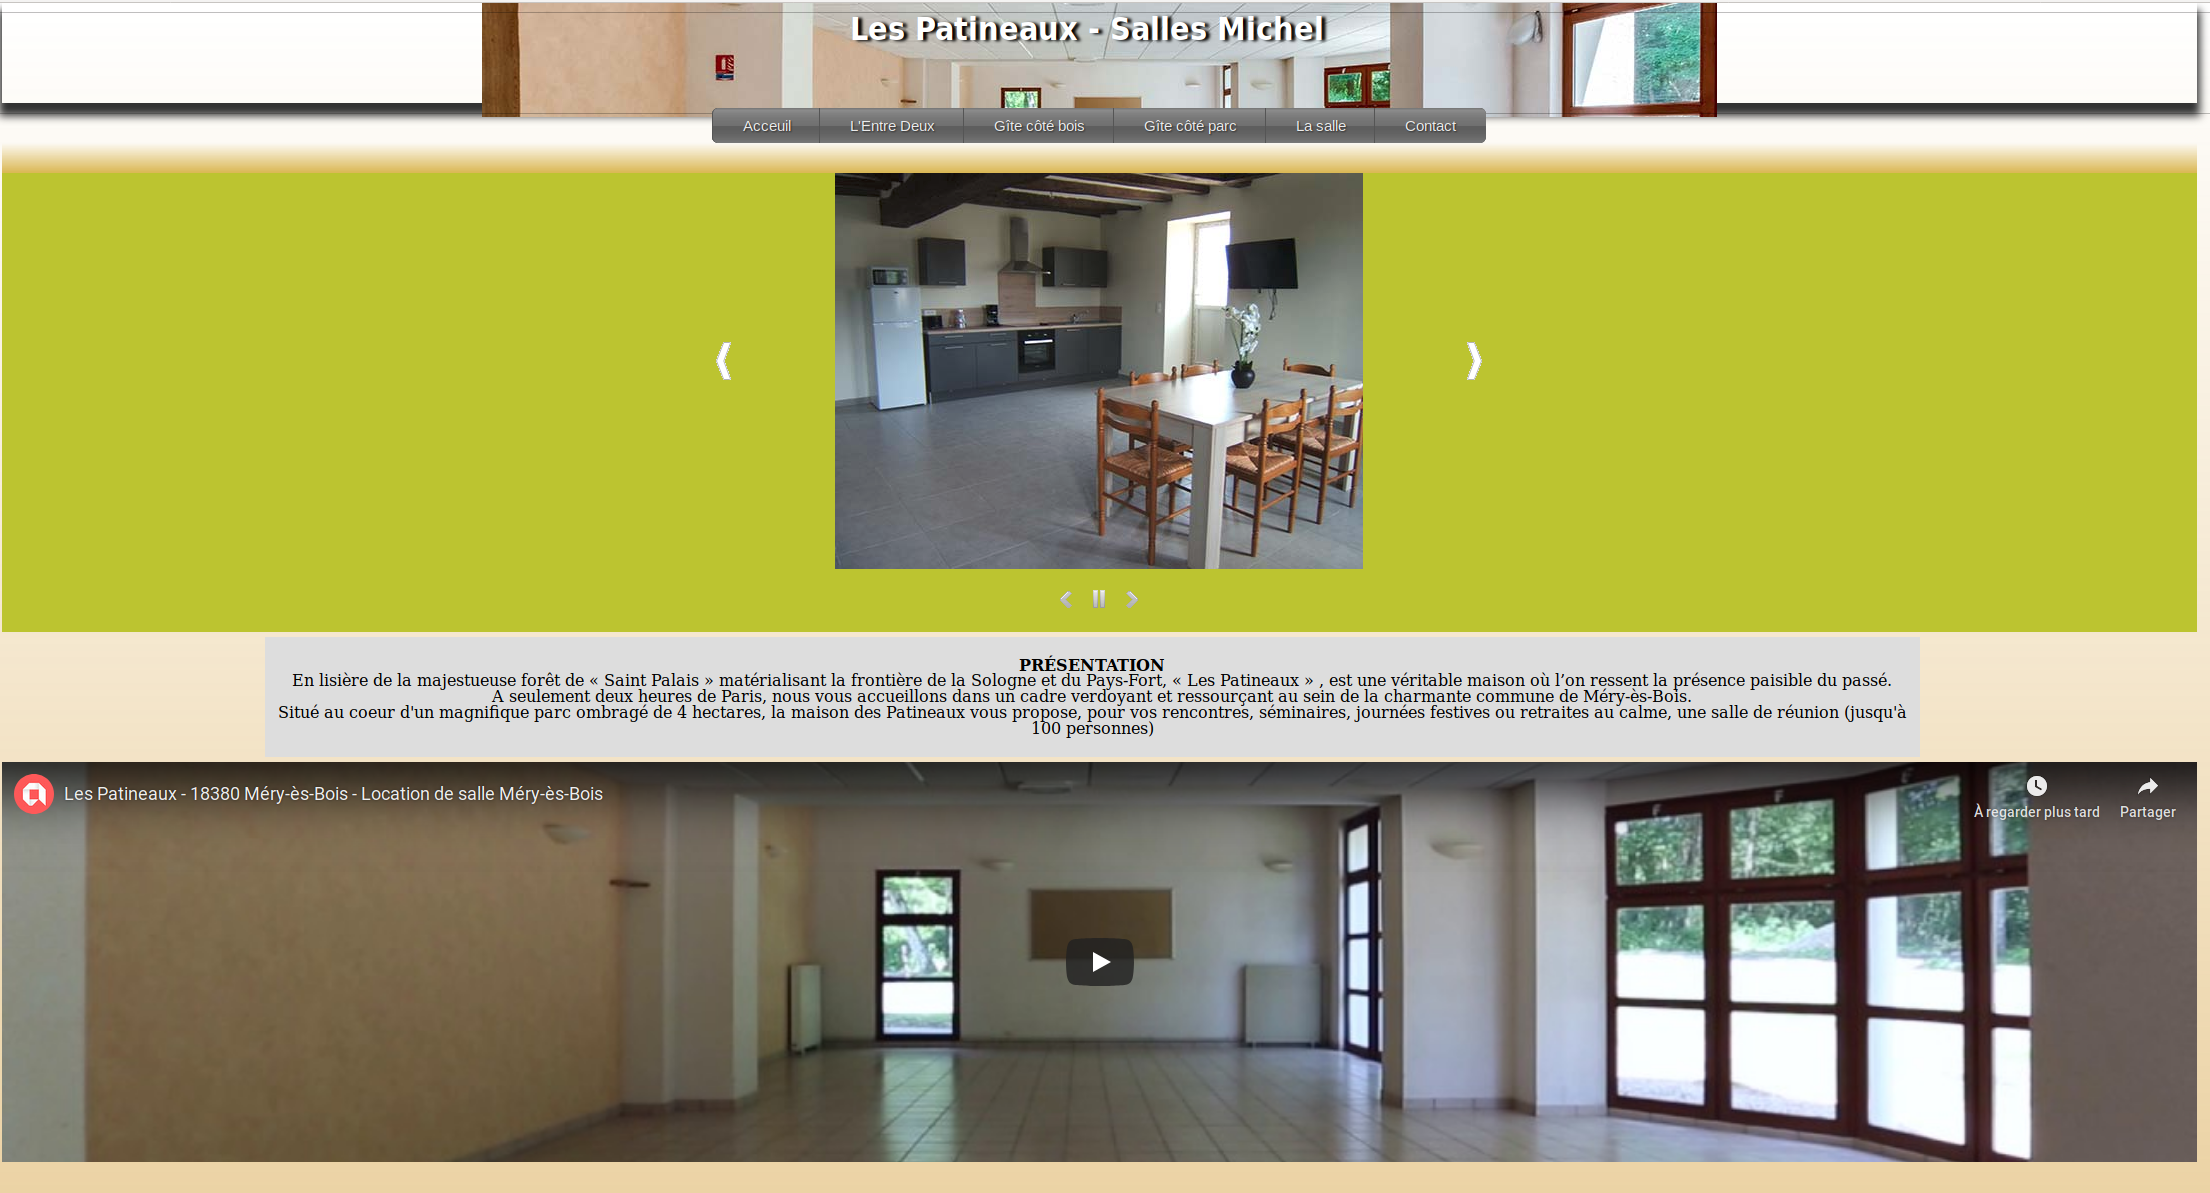 Les Patineaux - Salles Michel
Acceuil
L'Entre Deux
Gîte côté bois
Gîte côté parc
La salle
Contact
PRÉSENTATION
En lisière de la majestueuse forêt de « Saint Palais » matérialisant la frontière de la Sologne et du Pays-Fort, « Les Patineaux » , est une véritable maison où l’on ressent la présence paisible du passé.
A seulement deux heures de Paris, nous vous accueillons dans un cadre verdoyant et ressourçant au sein de la charmante commune de Méry-ès-Bois.
Situé au coeur d'un magnifique parc ombragé de 4 hectares, la maison des Patineaux vous propose, pour vos rencontres, séminaires, journées festives ou retraites au calme, une salle de réunion (jusqu'à
100 personnes)
Les Patineaux - 18380 Méry-ès-Bois - Location de salle Méry-ès-Bois
À regarder plus tard
Partager